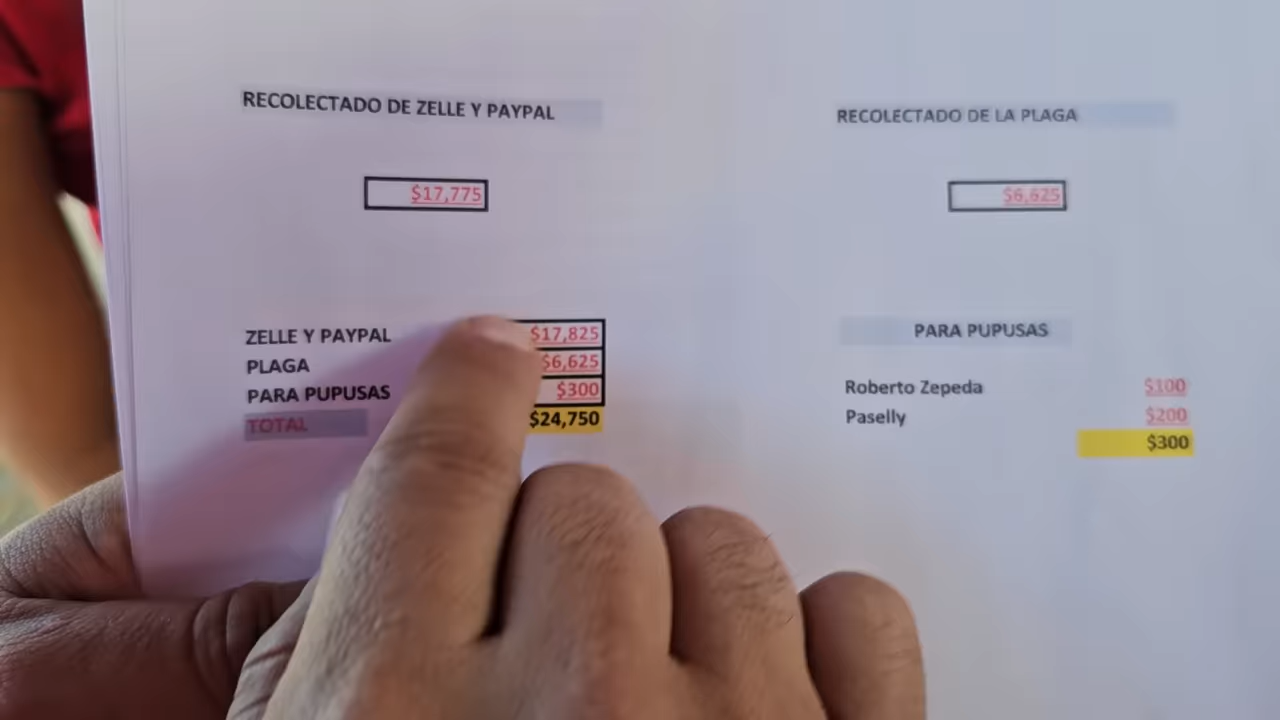 RECOLECTADO DE ZELLE Y PAYPAL
$17,775
RECOLECTADO DE LA PLAGA
$6,625
ZELLE Y PAYPAL $17,825
PLAGA $6,625
PARA PUPUSAS $300
TOTAL $24,750
PARA PUPUSAS
Roberto Zepeda $100
Paselly $200
$300